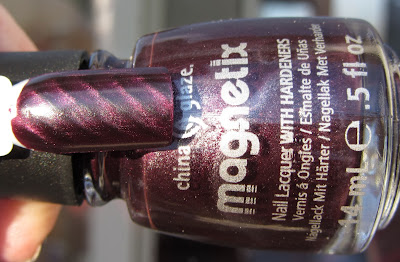 china glaze.
magnetix
Nail Lacquer WITH HARDENERS
Vernis á Ongles / Esmalte de Uñas
Nagellack Mit Härter / Nagellak Met Verharder
14 mL e .5 fl oz